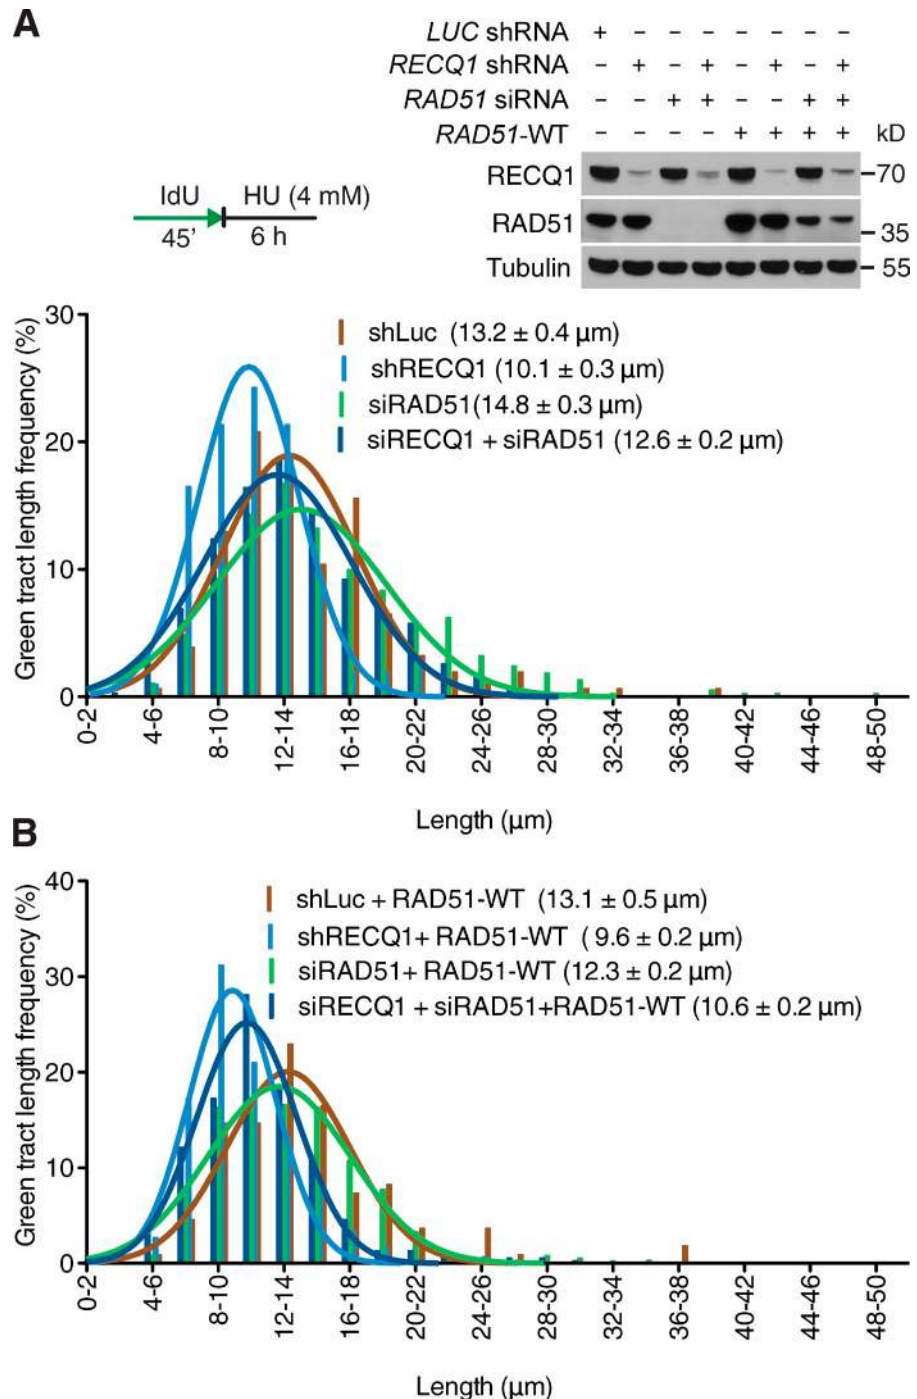 A
LUC shRNA + – – – – – – –
RECQ1 shRNA – + – + – + – +
RAD51 siRNA – – + + – – + +
RAD51-WT – – – – + + + + kD
RECQ1 70
RAD51 35
Tubulin 55
IdU HU (4 mM)
45' 6 h
Green tract length frequency (%)
30
20
10
0
shLuc (13.2 ± 0.4 µm)
shRECQ1 (10.1 ± 0.3 µm)
siRAD51(14.8 ± 0.3 µm)
siRECQ1 + siRAD51 (12.6 ± 0.2 µm)
0-2 4-6 8-10 12-14 16-18 20-22 24-26 28-30 32-34 36-38 40-42 44-46 48-50
Length (µm)
B
Green tract length frequency (%)
40
30
20
10
0
shLuc + RAD51-WT (13.1 ± 0.5 µm)
shRECQ1+ RAD51-WT ( 9.6 ± 0.2 µm)
siRAD51+ RAD51-WT (12.3 ± 0.2 µm)
siRECQ1 + siRAD51+RAD51-WT (10.6 ± 0.2 µm)
0-2 4-6 8-10 12-14 16-18 20-22 24-26 28-30 32-34 36-38 40-42 44-46 48-50
Length (µm)